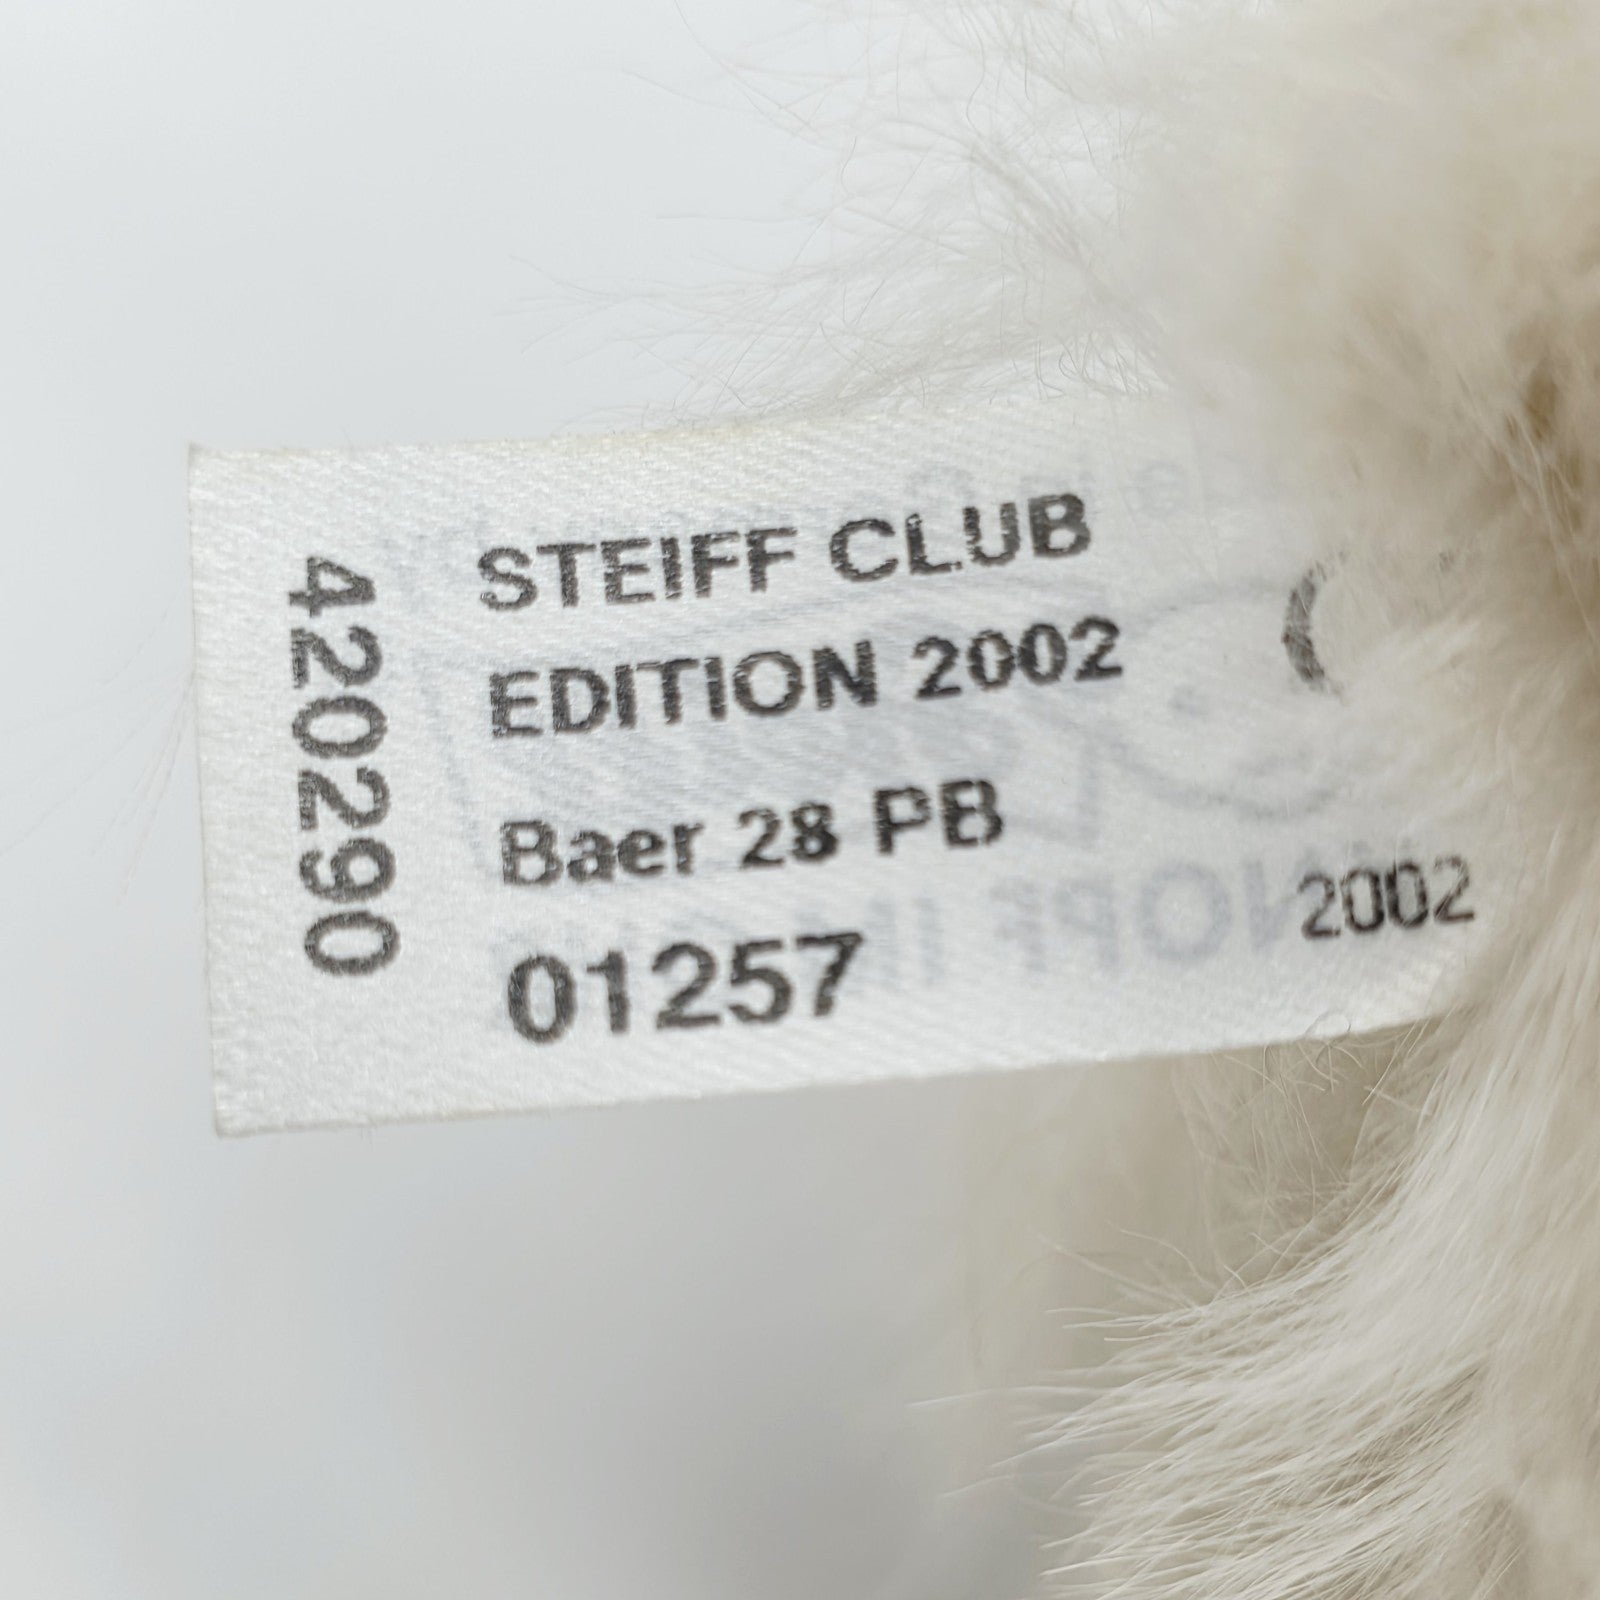 STEIFF CLUB
EDITION 2002
Baer 28 PB
01257
2002
420290